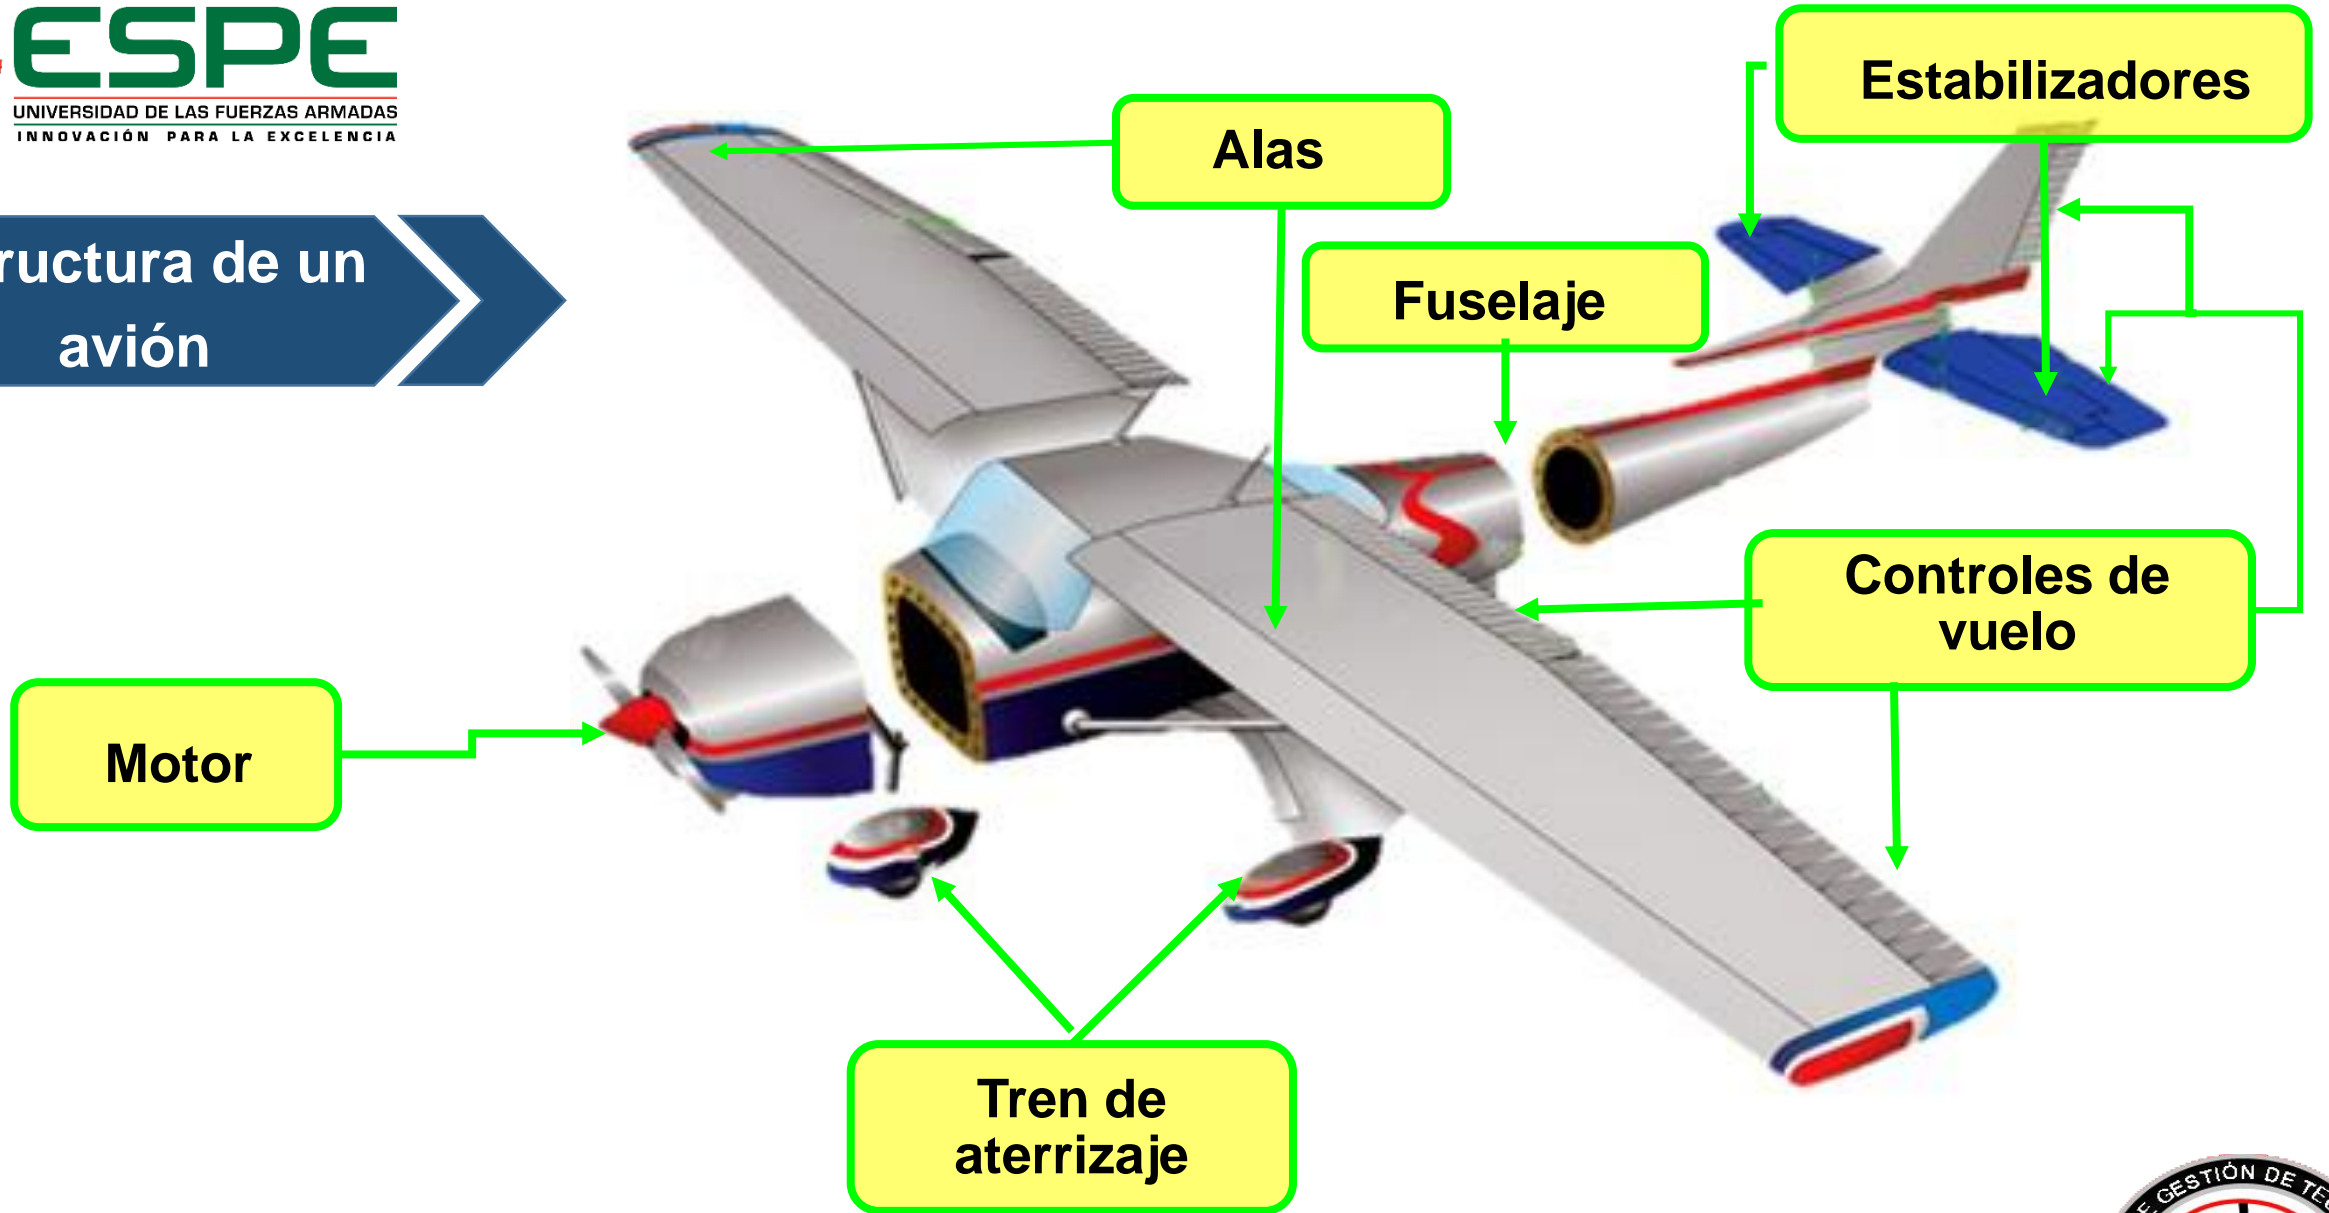 ESPE
UNIVERSIDAD DE LAS FUERZAS ARMADAS
INNOVACIÓN PARA LA EXCELENCIA
ructura de un
avión
Alas
Estabilizadores
Fuselaje
Controles de
vuelo
Motor
Tren de
aterrizaje
GESTIÓN DE